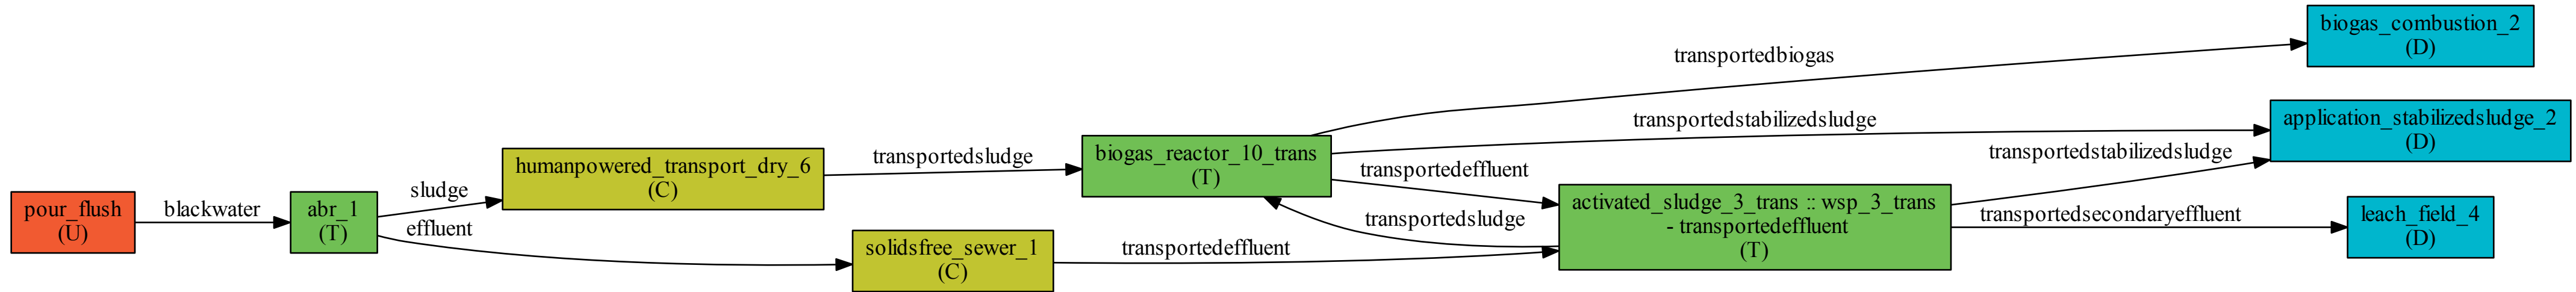 pour_flush
(U)
blackwater
abr_1
(T)
sludge
effluent
humanpowered_transport_dry_6
(C)
solidsfree_sewer_1
(C)
transportedsludge
transportedeffluent
biogas_reactor_10_trans
(T)
transportedbiogas
transportedstabilizedsludge
transportedeffluent
transportedsludge
activated_sludge_3_trans :: wsp_3_trans
- transportedeffluent
(T)
transportedstabilizedsludge
transportedsecondaryeffluent
biogas_combustion_2
(D)
application_stabilizedsludge_2
(D)
leach_field_4
(D)